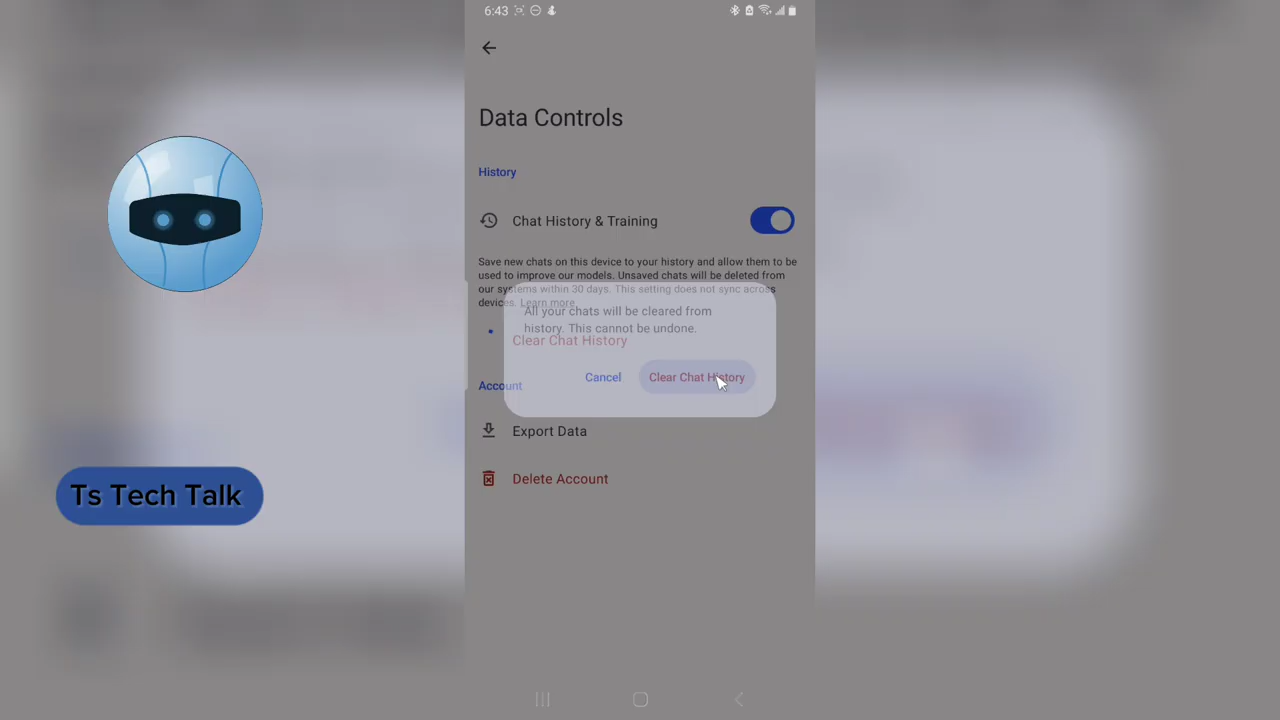 6:43
Data Controls
History
Chat History & Training
Save new chats on this device to your history and allow them to be
used to improve our models. Unsaved chats will be deleted from
our systems within 30 days. This setting does not sync across
devices. Learn more
All your chats will be cleared from
history. This cannot be undone.
Clear Chat History
Cancel
Clear Chat History
Account
Export Data
Delete Account
Ts Tech Talk